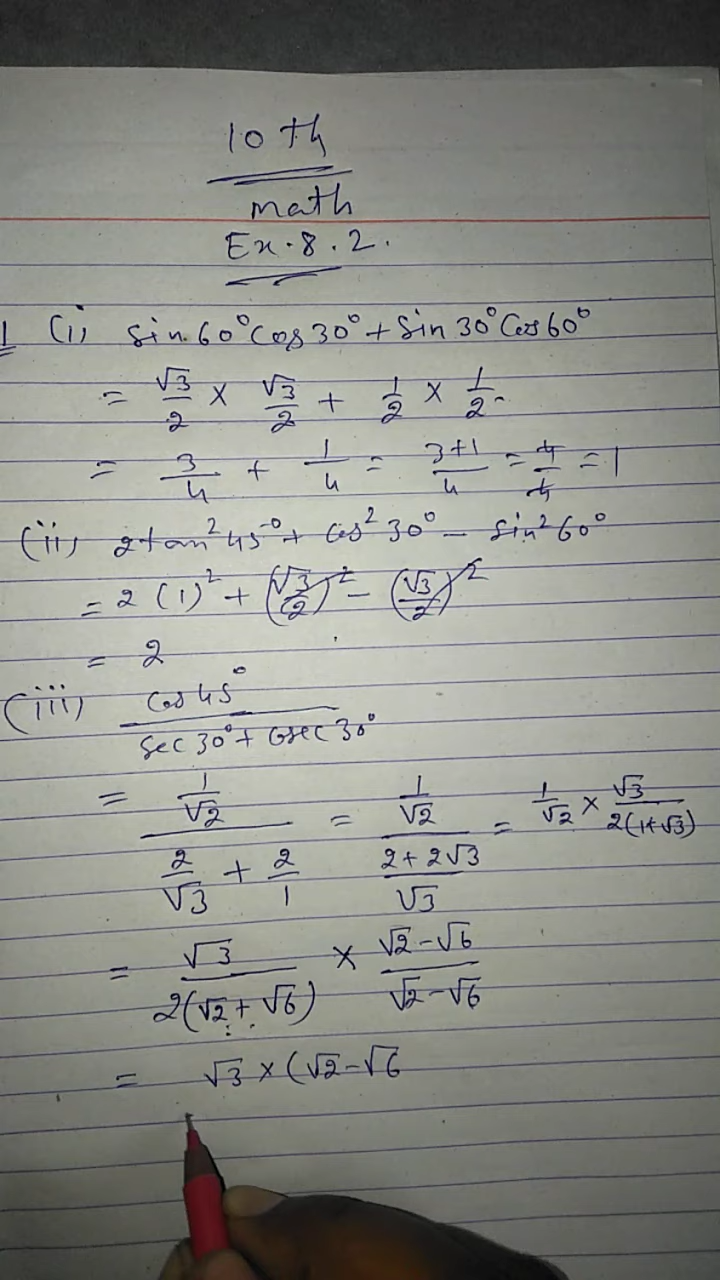 10 th
math
Ex. 8.2.
1 (i) Sin 60° Cos 30° + Sin 30° Cos 60°
= √3/2 × √3/2 + 1/2 × 1/2
= 3/4 + 1/4 = 3+1/4 = 4/4 = 1
(ii) 2tan² 45° + Cos² 30° - Sin² 60°
= 2 (1)² + (√3/2)² - (√3/2)²
= 2
(iii) Cos 45° / Sec 30° + Cosec 30°
= 1/√2 / 2/√3 + 2/1 = 1/√2 / 2+2√3/√3 = 1/√2 × √3/2(1+√3)
= √3/2(√2+√6) × √2-√6/√2-√6
= √3 × (√2-√6